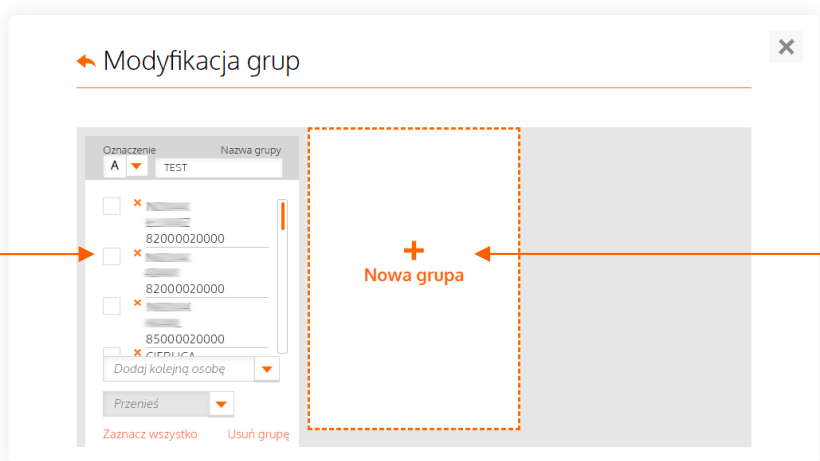 Modyfikacja grup
Oznaczenie Nazwa grupy
A TEST
82000020000
82000020000
85000020000
Dodaj kolejną osobę
Przenieś
Zaznacz wszystko Usuń grupę
Nowa grupa